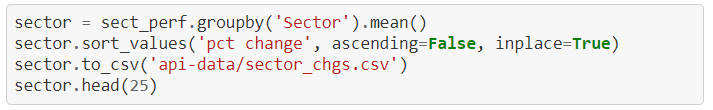 sector = sect_perf.groupby('Sector').mean()
sector.sort_values('pct change', ascending=False, inplace=True)
sector.to_csv('api-data/sector_chgs.csv')
sector.head(25)